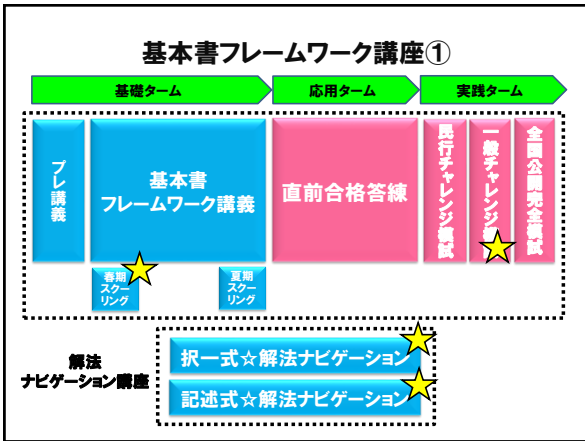 基本書フレームワーク講座①
基礎ターム
応用ターム
実践ターム
プレ講義
基本書
フレームワーク講義
直前合格答練
民行チャレンジ模試
一般チャレンジ
全国公開完全模試
春期
スクー
リング
夏期
スクー
リング
解法
ナビゲーション講座
択一式☆解法ナビゲーション
記述式☆解法ナビゲーション